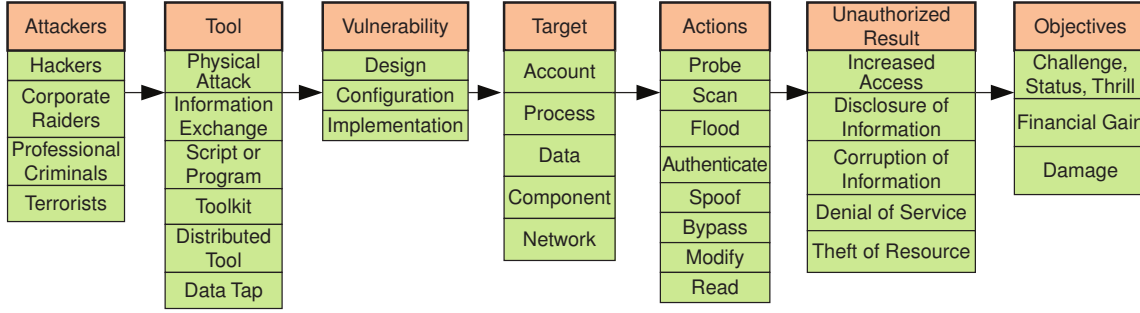 Attackers
Hackers
Corporate
Raiders
Professional
Criminals
Terrorists
Tool
Physical
Attack
Information
Exchange
Script or
Program
Toolkit
Distributed
Tool
Data Tap
Vulnerability
Design
Configuration
Implementation
Target
Account
Process
Data
Component
Network
Actions
Probe
Scan
Flood
Authenticate
Spoof
Bypass
Modify
Read
Unauthorized
Result
Increased
Access
Disclosure of
Information
Corruption of
Information
Denial of Service
Theft of Resource
Objectives
Challenge,
Status, Thrill
Financial Gain
Damage